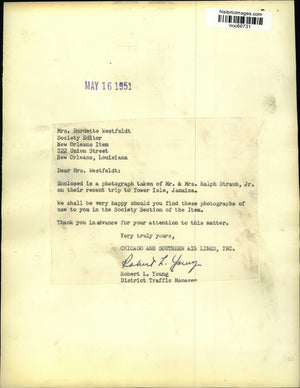 historicimages.com
noc66731
MAY 16 1951
Mrs. Burdette Westfeldt
Society Editor
New Orleans Item
722 Union Street
New Orleans, Louisiana
Dear Mrs. Westfeldt:
Enclosed is a photograph taken of Mr. & Mrs. Ralph Straub, Jr.
on their recent trip to Tower Isle, Jamaica.
We shall be very happy should you find these photographs of
use to you in the Society Section of the Item.
Thank you in advance for your attention to this matter.
Very truly yours,
CHICAGO AND SOUTHERN AIR LINES, INC.
Robert L. Young
Robert L. Young
District Traffic Manager